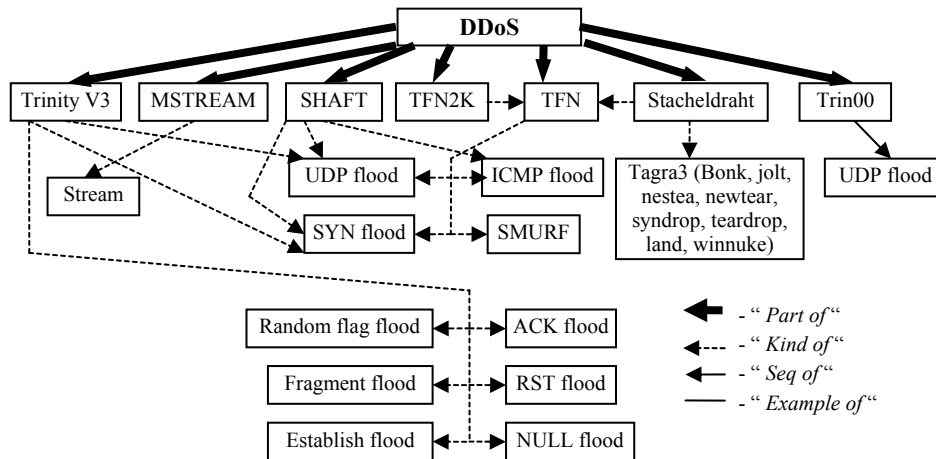 DDoS
Trinity V3
MSTREAM
SHAFT
TFN2K
TFN
Stacheldraht
Trin00
Stream
UDP flood
ICMP flood
SYN flood
SMURF
Tagra3 (Bonk, jolt,
nestea, newtear,
syndrop, teardrop,
land, winnuke)
UDP flood
Random flag flood
ACK flood
Fragment flood
RST flood
Establish flood
NULL flood
- “ Part of “
- “ Kind of “
- “ Seq of “
- “ Example of “